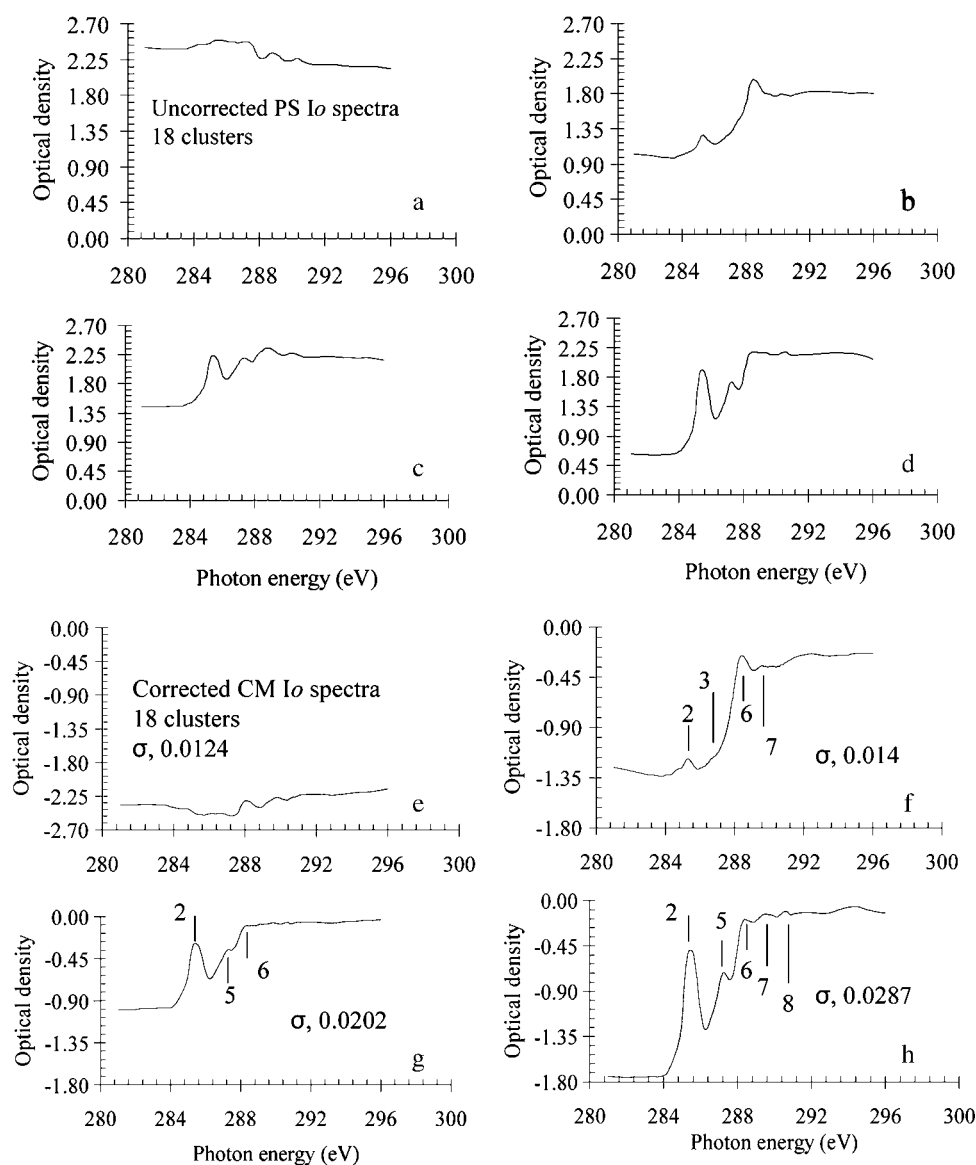 2.70
2.25
1.80
1.35
0.90
0.45
0.00
Optical density
Uncorrected PS Io spectra
18 clusters
a
280 284 288 292 296 300
2.70
2.25
1.80
1.35
0.90
0.45
0.00
Optical density
b
280 284 288 292 296 300
2.70
2.25
1.80
1.35
0.90
0.45
0.00
Optical density
c
280 284 288 292 296 300
Photon energy (eV)
2.70
2.25
1.80
1.35
0.90
0.45
0.00
Optical density
d
280 284 288 292 296 300
Photon energy (eV)
0.00
-0.45
-0.90
-1.35
-1.80
-2.25
-2.70
Optical density
Corrected CM Io spectra
18 clusters
σ, 0.0124
e
280 284 288 292 296 300
0.00
-0.45
-0.90
-1.35
-1.80
Optical density
2
3
6
7
σ, 0.014
f
280 284 288 292 296 300
0.00
-0.45
-0.90
-1.35
-1.80
Optical density
2
5
6
σ, 0.0202
g
280 284 288 292 296 300
Photon energy (eV)
0.00
-0.45
-0.90
-1.35
-1.80
Optical density
2
5
6
7
8
σ, 0.0287
h
280 284 288 292 296 300
Photon energy (eV)